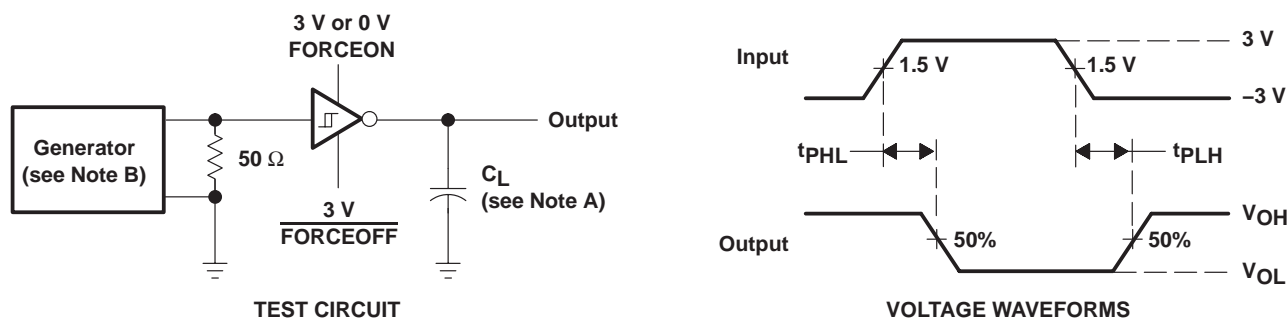 3 V or 0 V
FORCEON
Generator
(see Note B)
50 Ω
3 V
FORCEOFF
CL
(see Note A)
Output
TEST CIRCUIT
Input
1.5 V
1.5 V
3 V
–3 V
tPHL
tPLH
Output
50%
50%
VOH
VOL
VOLTAGE WAVEFORMS